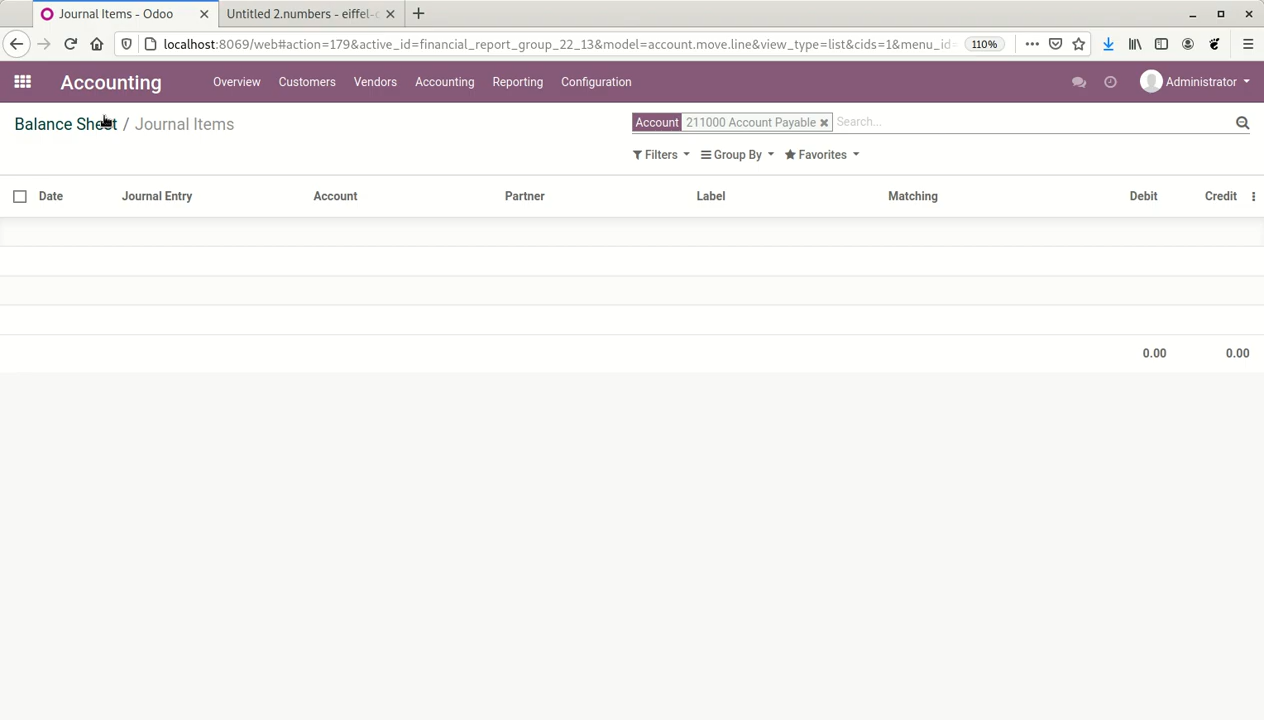 Journal Items - Odoo
Untitled 2.numbers - eiffel-
localhost:8069/web#action=179&active_id=financial_report_group_22_13&model=account.move.line&view_type=list&cids=1&menu_id=
110%
Accounting
Overview
Customers
Vendors
Accounting
Reporting
Configuration
Administrator
Balance Sheet / Journal Items
Account 211000 Account Payable
Search...
Filters
Group By
Favorites
Date
Journal Entry
Account
Partner
Label
Matching
Debit
Credit
0.00
0.00